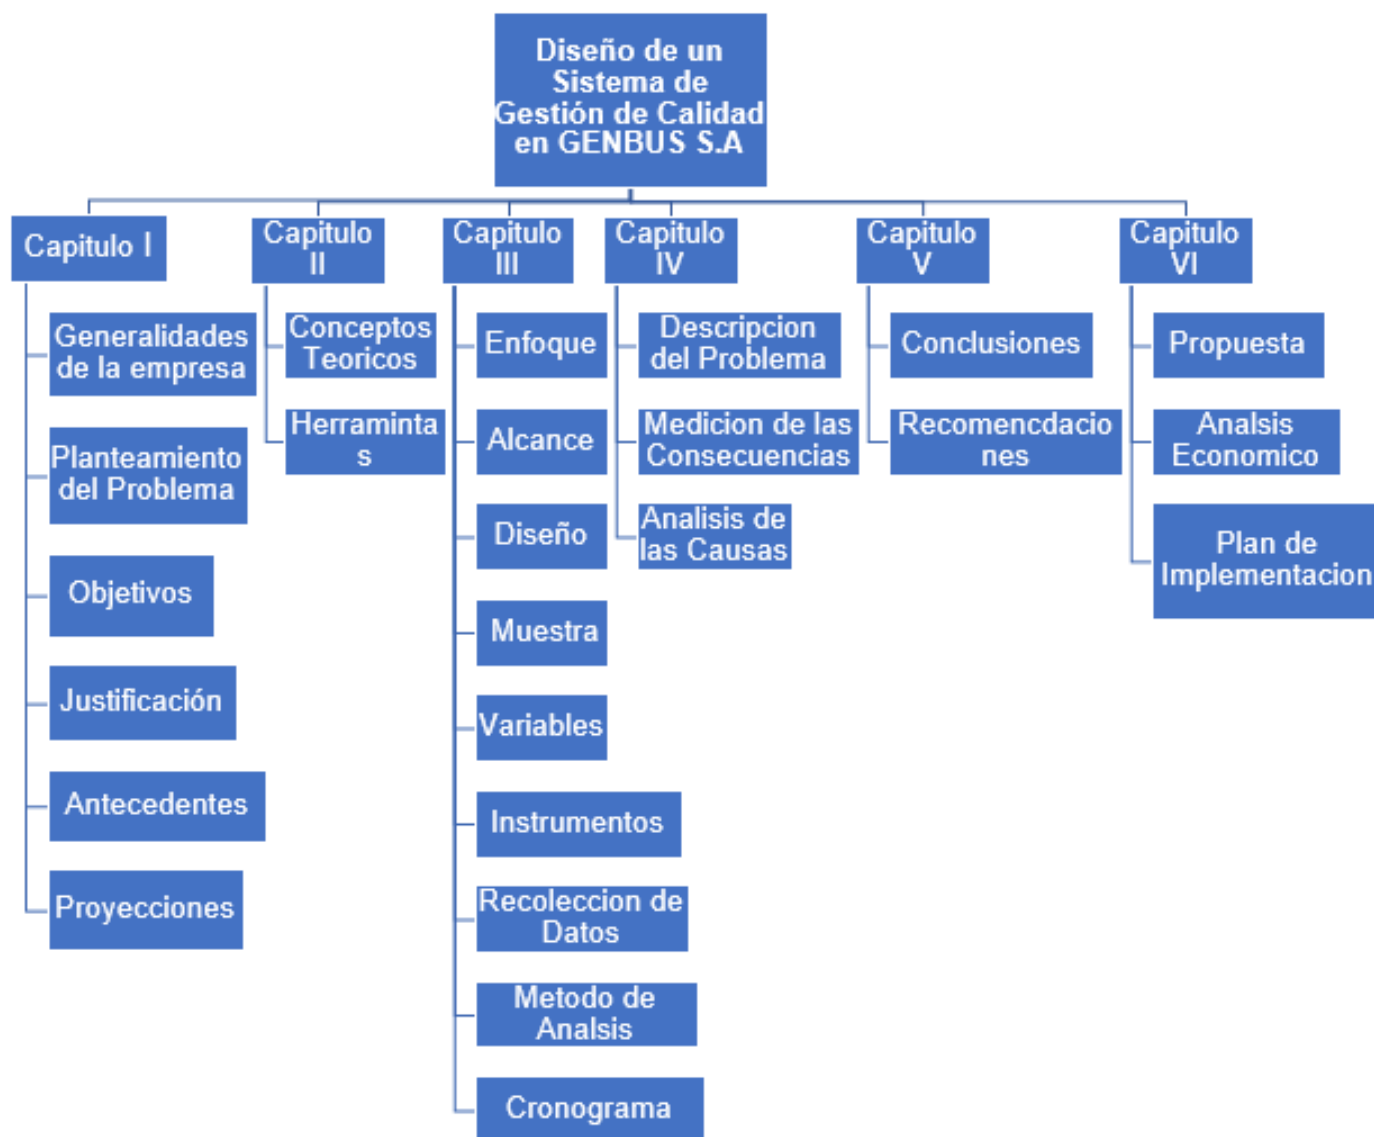 Diseño de un
Sistema de
Gestión de Calidad
en GENBUS S.A
Capitulo I
Generalidades
de la empresa
Planteamiento
del Problema
Objetivos
Justificación
Antecedentes
Proyecciones
Capitulo
II
Conceptos
Teoricos
Herraminta
s
Capitulo
III
Enfoque
Alcance
Diseño
Muestra
Variables
Instrumentos
Recoleccion de
Datos
Metodo de
Analsis
Cronograma
Capitulo
IV
Descripcion
del Problema
Medicion de las
Consecuencias
Analisis de
las Causas
Capitulo
V
Conclusiones
Recomencdacio
nes
Capitulo
VI
Propuesta
Analsis
Economico
Plan de
Implementacion